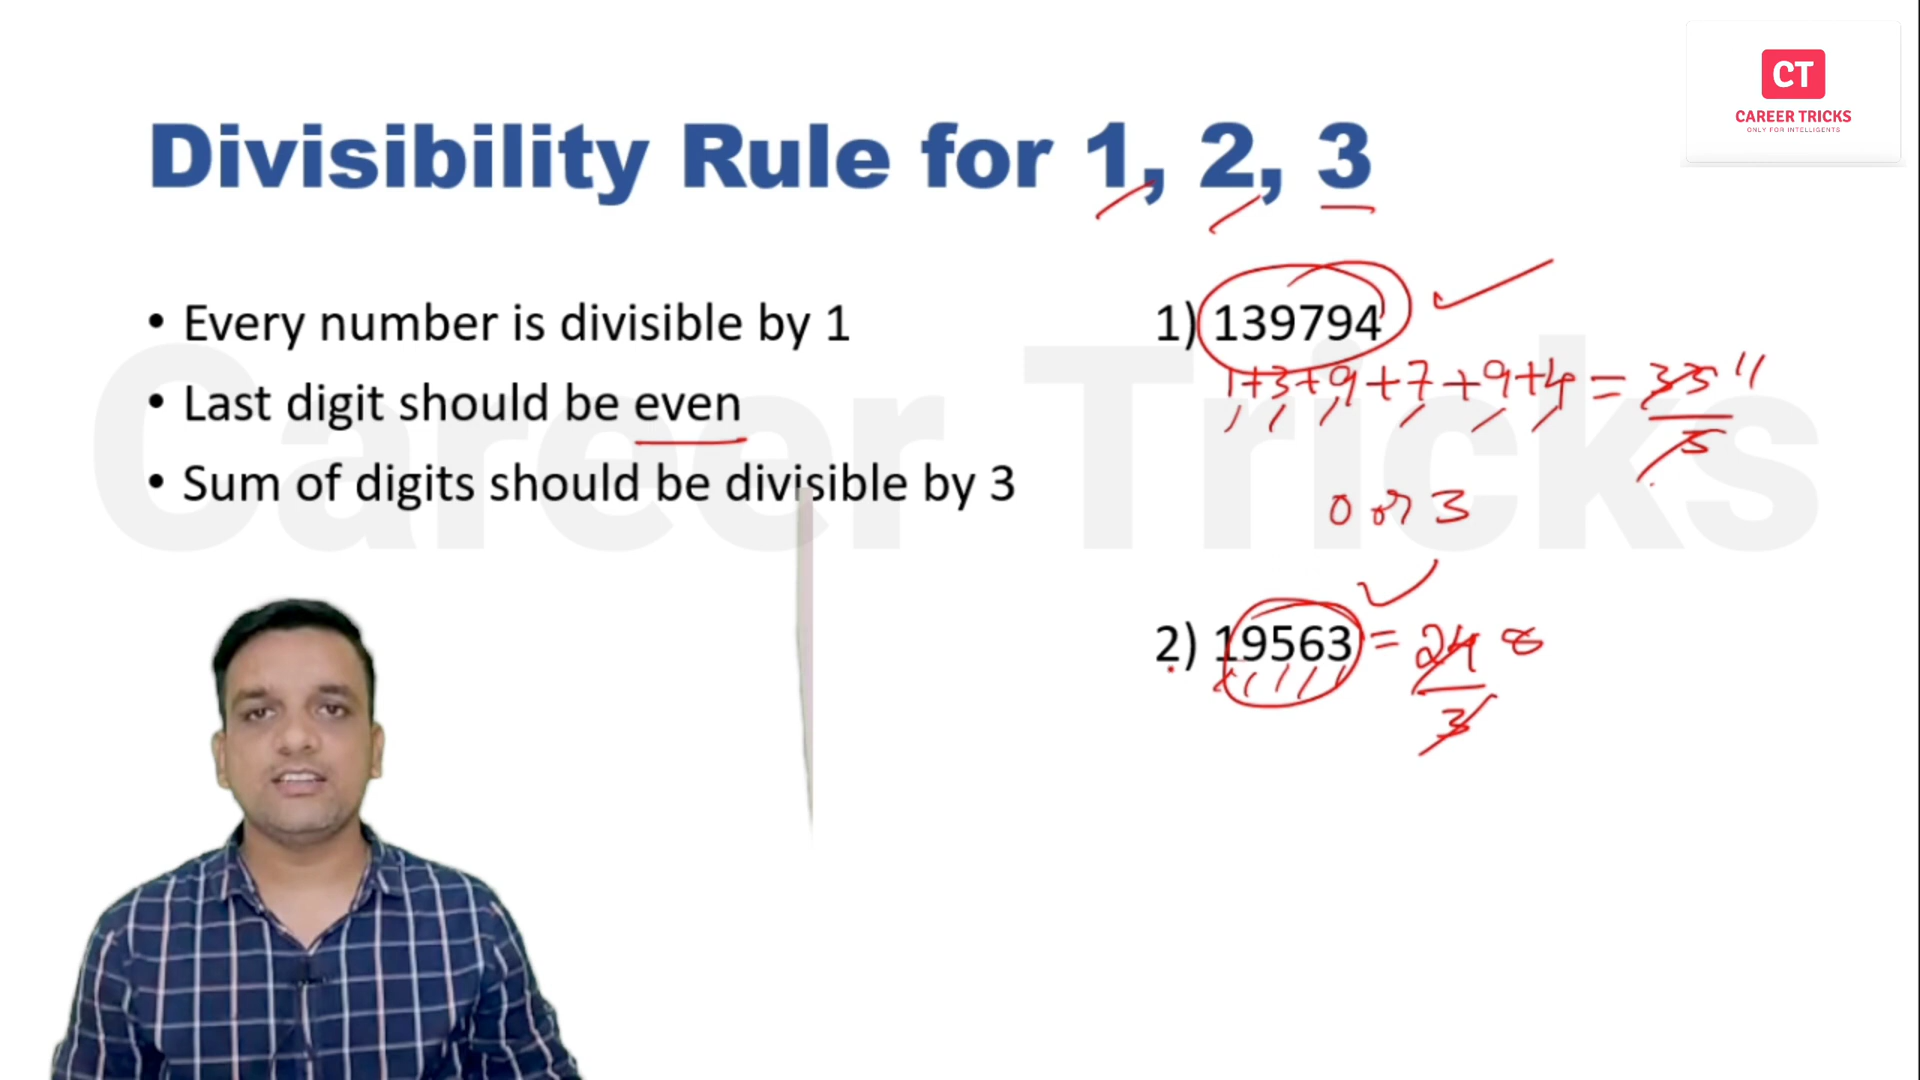 CT
CAREER TRICKS
ONLY FOR INTELLIGENTS
Divisibility Rule for 1, 2, 3
• Every number is divisible by 1
• Last digit should be even
• Sum of digits should be divisible by 3
Career Tricks
1) 139794
1+3+9+7+9+4 = 33 11
3
0 or 3
2) 19563 = 24 8
3